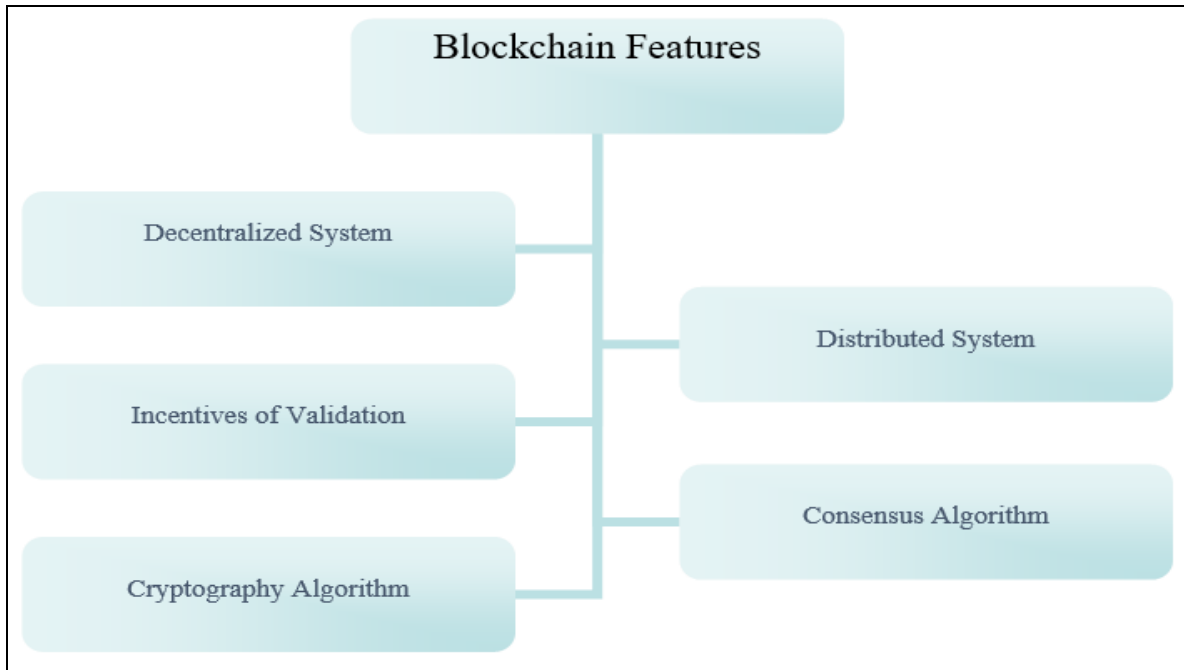 Blockchain Features
Decentralized System
Distributed System
Incentives of Validation
Consensus Algorithm
Cryptography Algorithm